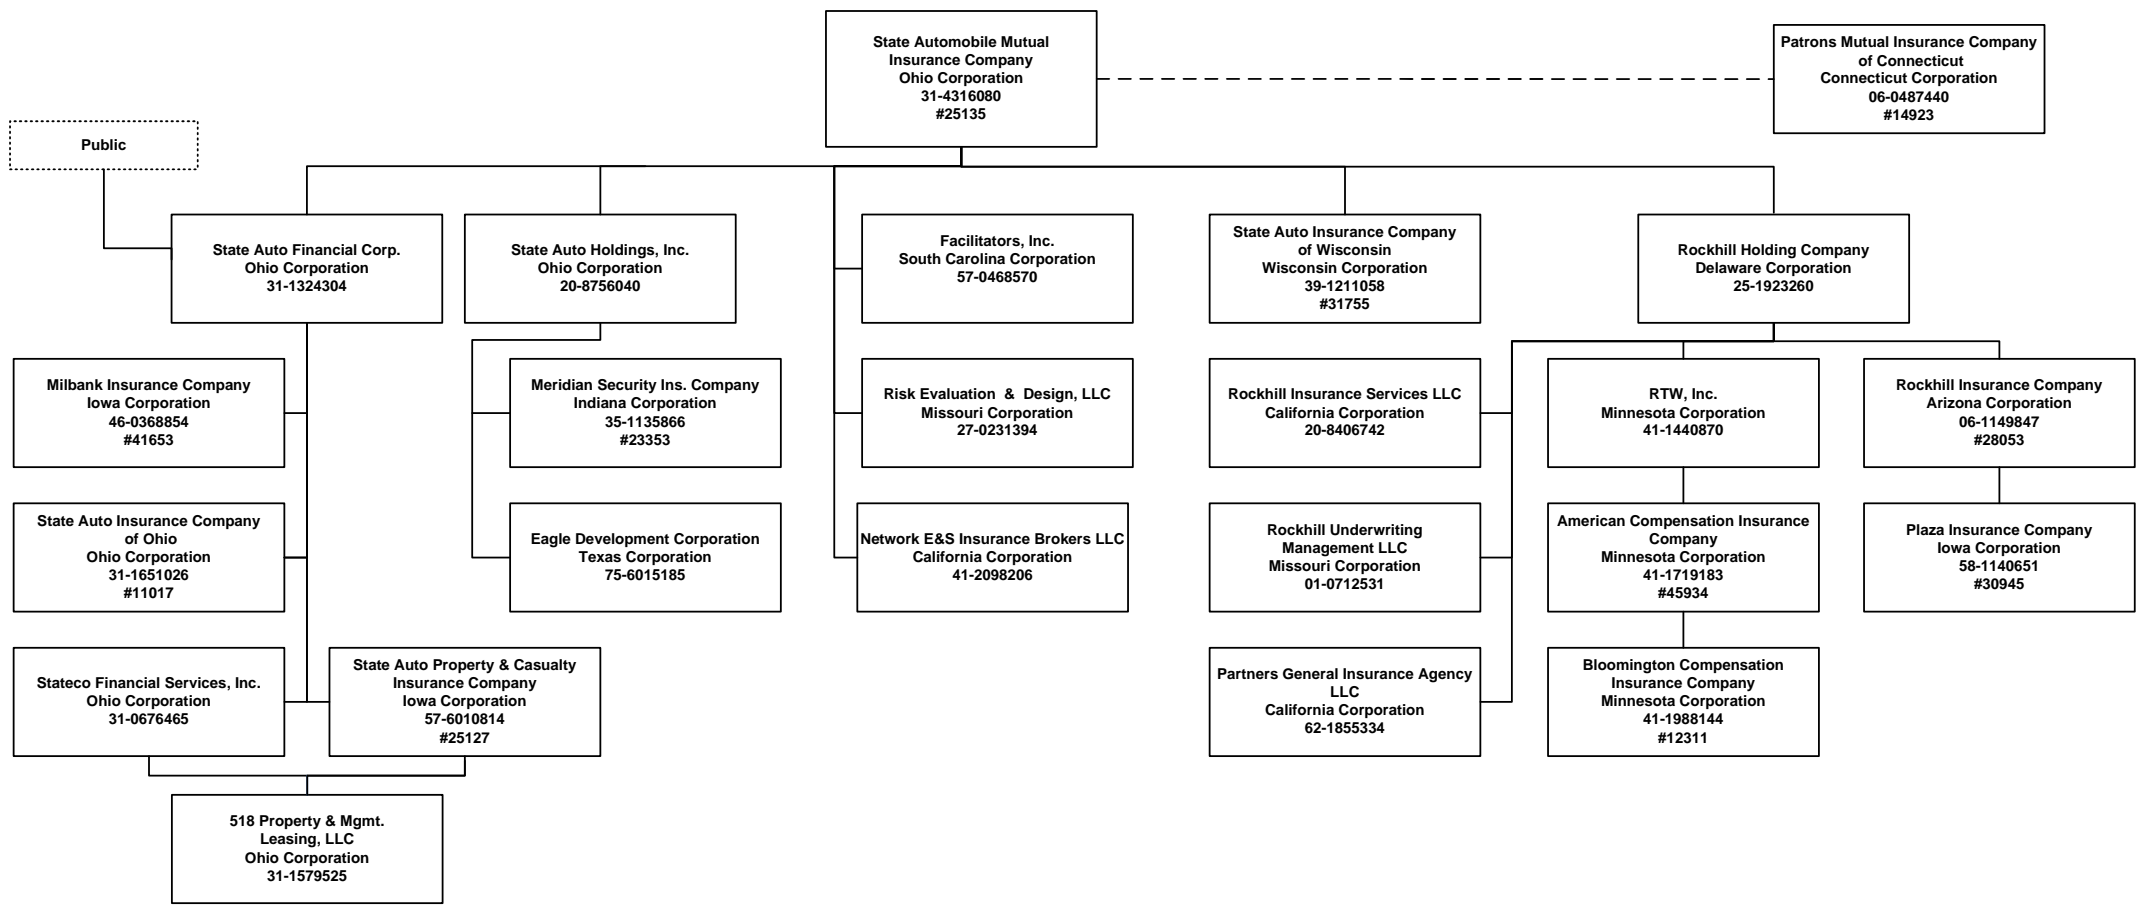 State Automobile Mutual
Insurance Company
Ohio Corporation
31-4316080
#25135
Patrons Mutual Insurance Company
of Connecticut
Connecticut Corporation
06-0487440
#14923
Public
State Auto Financial Corp.
Ohio Corporation
31-1324304
State Auto Holdings, Inc.
Ohio Corporation
20-8756040
Facilitators, Inc.
South Carolina Corporation
57-0468570
State Auto Insurance Company
of Wisconsin
Wisconsin Corporation
39-1211058
#31755
Rockhill Holding Company
Delaware Corporation
25-1923260
Milbank Insurance Company
Iowa Corporation
46-0368854
#41653
Meridian Security Ins. Company
Indiana Corporation
35-1135866
#23353
Risk Evaluation & Design, LLC
Missouri Corporation
27-0231394
Rockhill Insurance Services LLC
California Corporation
20-8406742
RTW, Inc.
Minnesota Corporation
41-1440870
Rockhill Insurance Company
Arizona Corporation
06-1149847
#28053
State Auto Insurance Company
of Ohio
Ohio Corporation
31-1651026
#11017
Eagle Development Corporation
Texas Corporation
75-6015185
Network E&S Insurance Brokers LLC
California Corporation
41-2098206
Rockhill Underwriting
Management LLC
Missouri Corporation
01-0712531
American Compensation Insurance
Company
Minnesota Corporation
41-1719183
#45934
Plaza Insurance Company
Iowa Corporation
58-1140651
#30945
Stateco Financial Services, Inc.
Ohio Corporation
31-0676465
State Auto Property & Casualty
Insurance Company
Iowa Corporation
57-6010814
#25127
Partners General Insurance Agency
LLC
California Corporation
62-1855334
Bloomington Compensation
Insurance Company
Minnesota Corporation
41-1988144
#12311
518 Property & Mgmt.
Leasing, LLC
Ohio Corporation
31-1579525